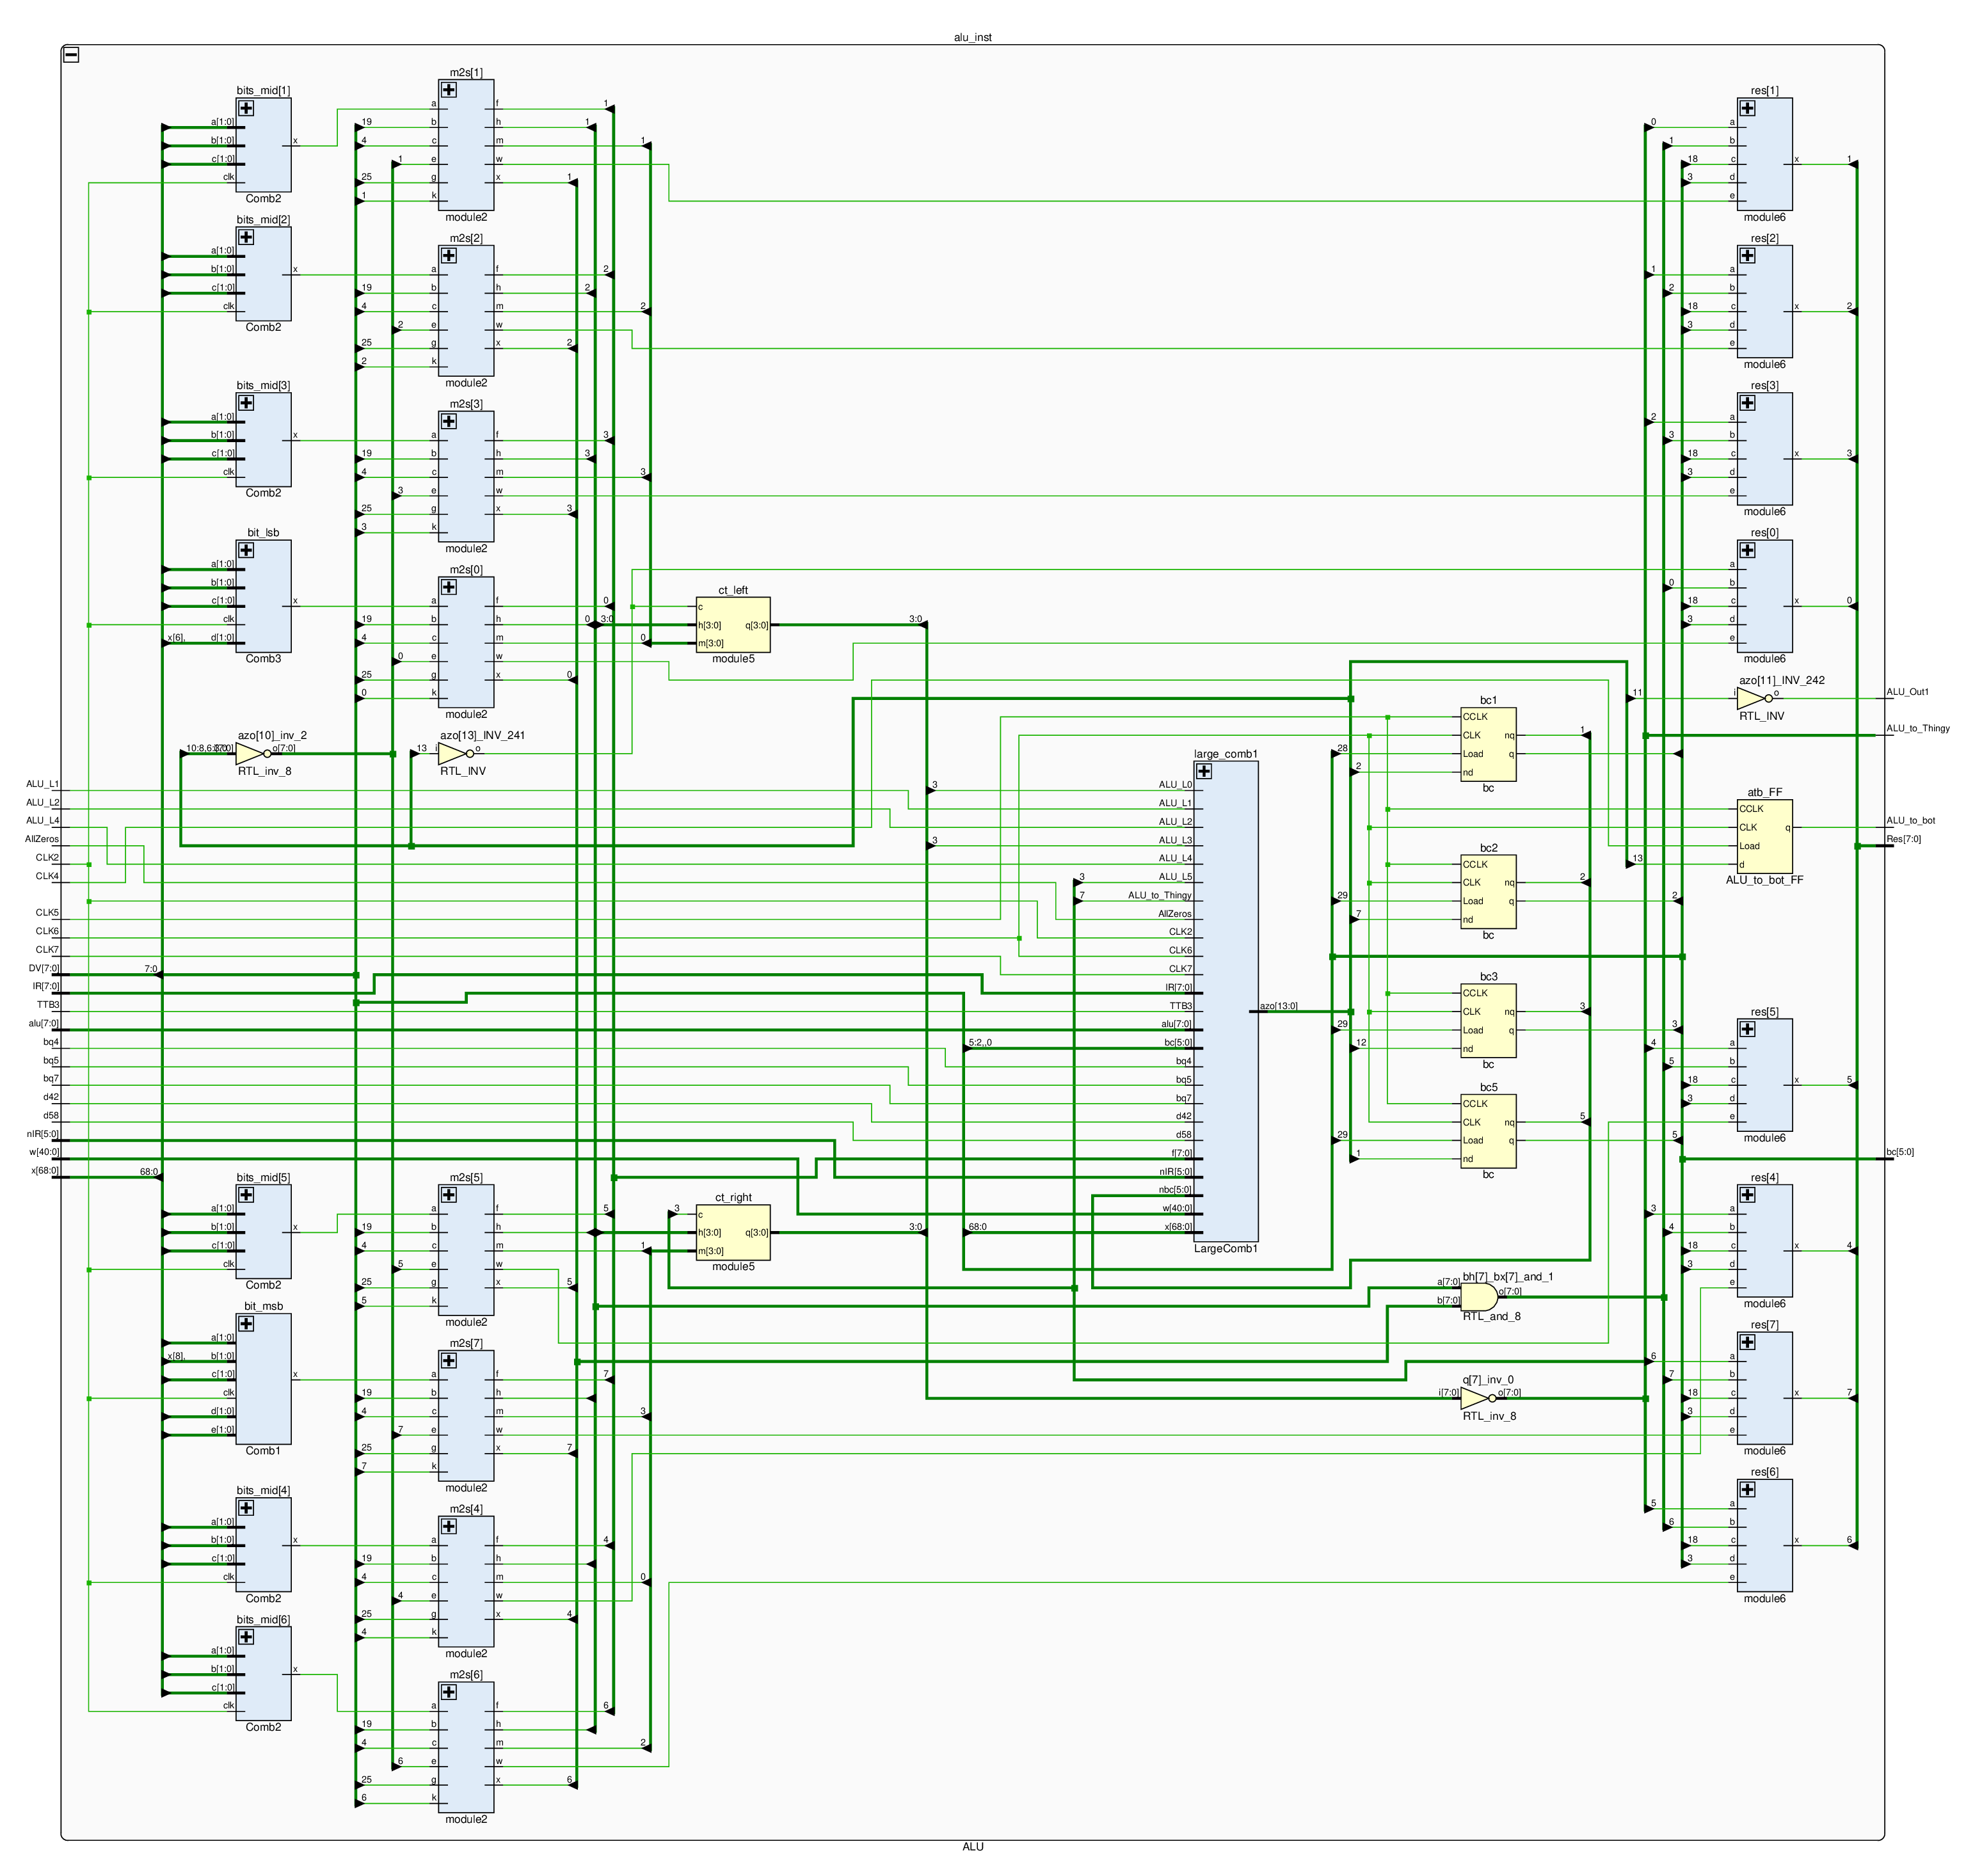 alu_inst
bits_mid[1]
a[1:0]
b[1:0]
c[1:0]
clk
x
Comb2
bits_mid[2]
a[1:0]
b[1:0]
c[1:0]
clk
x
Comb2
bits_mid[3]
a[1:0]
b[1:0]
c[1:0]
clk
x
Comb2
bit_lsb
a[1:0]
b[1:0]
c[1:0]
clk
x[6], d[1:0]
x
Comb3
azo[10]_inv_2
o[7:0]
RTL_inv_8
azo[13]_INV_241
13 i o
RTL_INV
m2s[1]
a f 1
19 b h 1
4 c m 1
1 e w
25 g x 1
1 k
module2
m2s[2]
a f 2
19 b h 2
4 c m 2
2 e w
25 g x 2
2 k
module2
m2s[3]
a f 3
19 b h 3
4 c m 3
3 e w
25 g x 3
3 k
module2
m2s[0]
a f 0
19 b h 0
4 c m 0
0 e w
25 g x 0
0 k
module2
ct_left
c
3:0 h[3:0] q[3:0] 3:0
m[3:0]
module5
ALU_L1
ALU_L2
ALU_L4
AllZeros
CLK2
CLK4
CLK5
CLK6
CLK7
DV[7:0] 7:0
IR[7:0]
TTB3
alu[7:0]
bq4
bq5
bq7
d42
d58
nIR[5:0]
w[40:0]
x[68:0] 68:0
bits_mid[5]
a[1:0]
b[1:0]
c[1:0]
clk
x
Comb2
bit_msb
a[1:0]
x[8], b[1:0]
c[1:0]
clk
d[1:0]
e[1:0]
x
Comb1
bits_mid[4]
a[1:0]
b[1:0]
c[1:0]
clk
x
Comb2
bits_mid[6]
a[1:0]
b[1:0]
c[1:0]
clk
x
Comb2
m2s[5]
a f 5
19 b h
4 c m 1
5 e w
25 g x 5
5 k
module2
m2s[7]
a f 7
19 b h
4 c m 3
7 e w
25 g x 7
7 k
module2
m2s[4]
a f 4
19 b h
4 c m 0
4 e w
25 g x 4
4 k
module2
m2s[6]
a f 6
19 b h
4 c m 2
6 e w
25 g x 6
6 k
module2
ct_right
3 c
h[3:0] q[3:0] 3:0
m[3:0]
module5
large_comb1
3 ALU_L0
ALU_L1
ALU_L2
3 ALU_L3
ALU_L4
3 ALU_L5
7 ALU_to_Thingy
AllZeros
CLK2
CLK6
CLK7
IR[7:0]
TTB3 azo[13:0]
alu[7:0]
5:2,,0 bc[5:0]
bq4
bq5
bq7
d42
d58
f[7:0]
nIR[5:0]
nbc[5:0]
w[40:0]
68:0 x[68:0]
LargeComb1
bc1
CCLK
CLK nq 1
28 Load q
2 nd
bc
bc2
CCLK
CLK nq 2
29 Load q 2
7 nd
bc
bc3
CCLK
CLK nq 3
29 Load q 3
12 nd
bc
bc5
CCLK
CLK nq 5
29 Load q 5
1 nd
bc
bh[7]_bx[7]_and_1
a[7:0] o[7:0]
b[7:0]
RTL_and_8
q[7]_inv_0
i[7:0] o[7:0]
RTL_inv_8
res[1]
0 a
1 b
18 c x 1
3 d
e
module6
res[2]
1 a
2 b
18 c x 2
3 d
e
module6
res[3]
2 a
3 b
18 c x 3
3 d
e
module6
res[0]
a
0 b
18 c x 0
3 d
e
module6
azo[11]_INV_242
11 i o
RTL_INV
ALU_Out1
ALU_to_Thingy
atb_FF
CCLK
CLK q
Load
13 d
ALU_to_bot_FF
ALU_to_bot
Res[7:0]
res[5]
4 a
5 b
18 c x 5
3 d
e
module6
bc[5:0]
res[4]
3 a
4 b
18 c x 4
3 d
e
module6
res[7]
6 a
7 b
18 c x 7
3 d
e
module6
res[6]
5 a
6 b
18 c x 6
3 d
e
module6
ALU